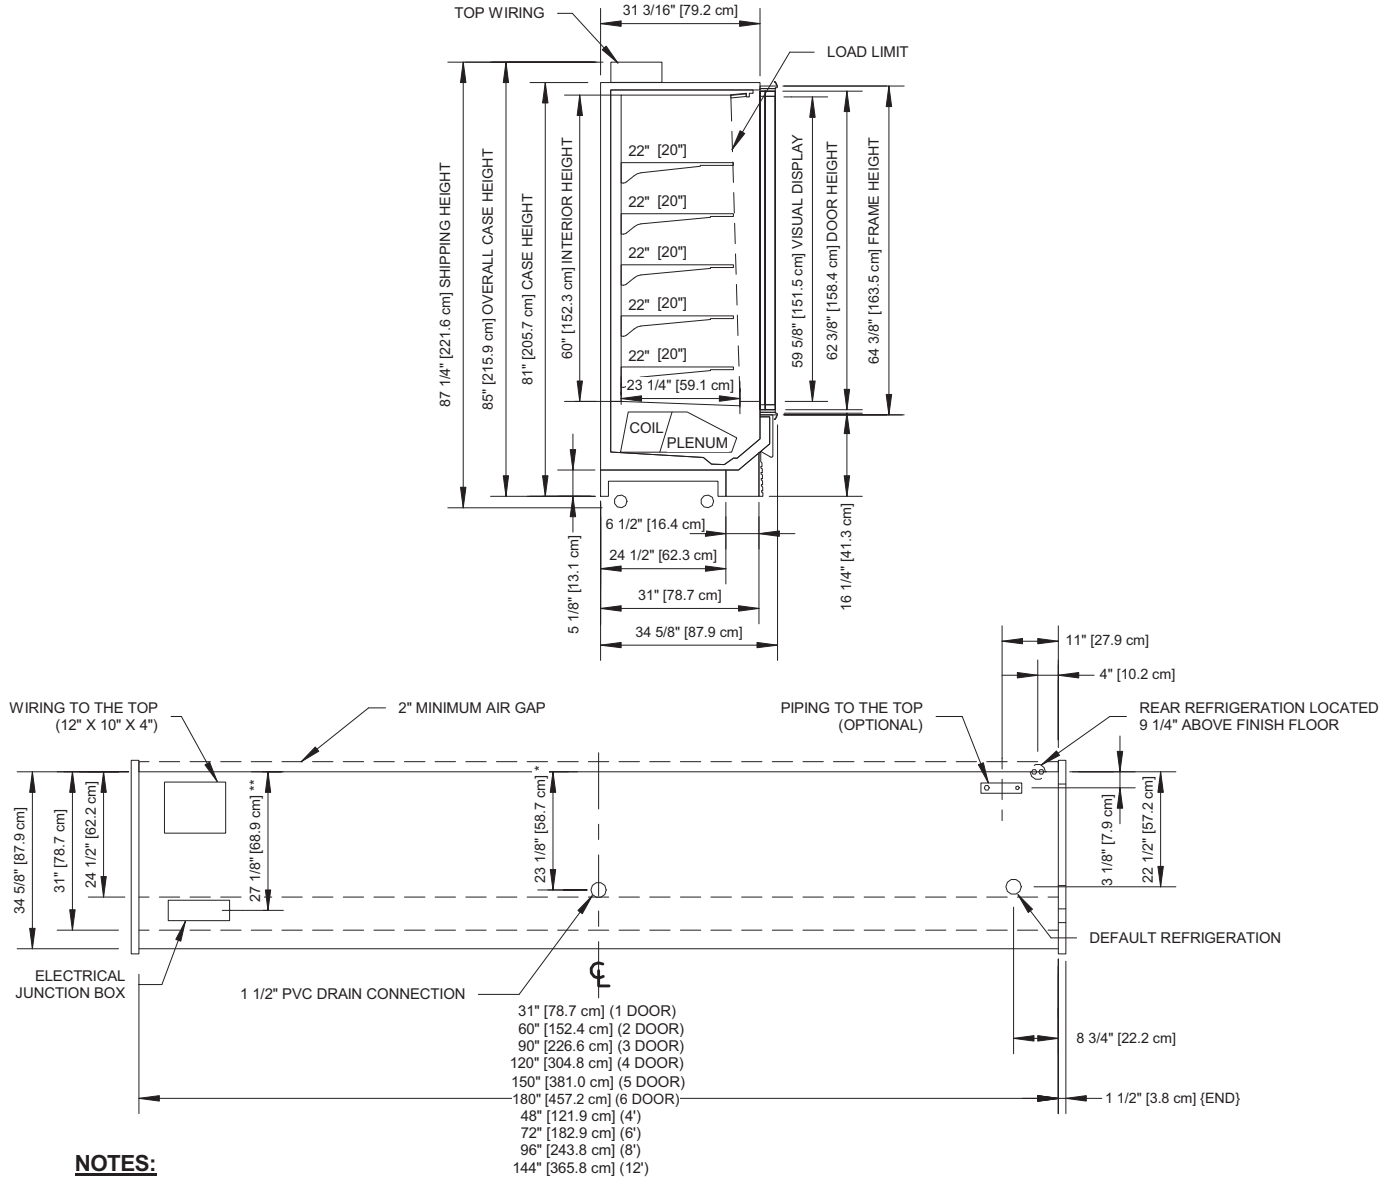 31 3/16" [79.2 cm]
TOP WIRING
LOAD LIMIT
87 1/4" [221.6 cm] SHIPPING HEIGHT
85" [215.9 cm] OVERALL CASE HEIGHT
81" [205.7 cm] CASE HEIGHT
60" [152.3 cm] INTERIOR HEIGHT
22" [20"]
22" [20"]
22" [20"]
22" [20"]
22" [20"]
23 1/4" [59.1 cm]
59 5/8" [151.5 cm] VISUAL DISPLAY
62 3/8" [158.4 cm] DOOR HEIGHT
64 3/8" [163.5 cm] FRAME HEIGHT
COIL
PLENUM
5 1/8" [13.1 cm]
6 1/2" [16.4 cm]
24 1/2" [62.3 cm]
31" [78.7 cm]
34 5/8" [87.9 cm]
16 1/4" [41.3 cm]
11" [27.9 cm]
4" [10.2 cm]
WIRING TO THE TOP
(12" X 10" X 4")
2" MINIMUM AIR GAP
PIPING TO THE TOP
(OPTIONAL)
REAR REFRIGERATION LOCATED
9 1/4" ABOVE FINISH FLOOR
34 5/8" [87.9 cm]
31" [78.7 cm]
24 1/2" [62.2 cm]
27 1/8" [68.9 cm] **
23 1/8" [58.7 cm] *
3 1/8" [7.9 cm]
22 1/2" [57.2 cm]
DEFAULT REFRIGERATION
ELECTRICAL
JUNCTION BOX
1 1/2" PVC DRAIN CONNECTION
CL
31" [78.7 cm] (1 DOOR)
60" [152.4 cm] (2 DOOR)
90" [226.6 cm] (3 DOOR)
120" [304.8 cm] (4 DOOR)
150" [381.0 cm] (5 DOOR)
180" [457.2 cm] (6 DOOR)
48" [121.9 cm] (4')
72" [182.9 cm] (6')
96" [243.8 cm] (8')
144" [365.8 cm] (12')
8 3/4" [22.2 cm]
1 1/2" [3.8 cm] {END}
NOTES: